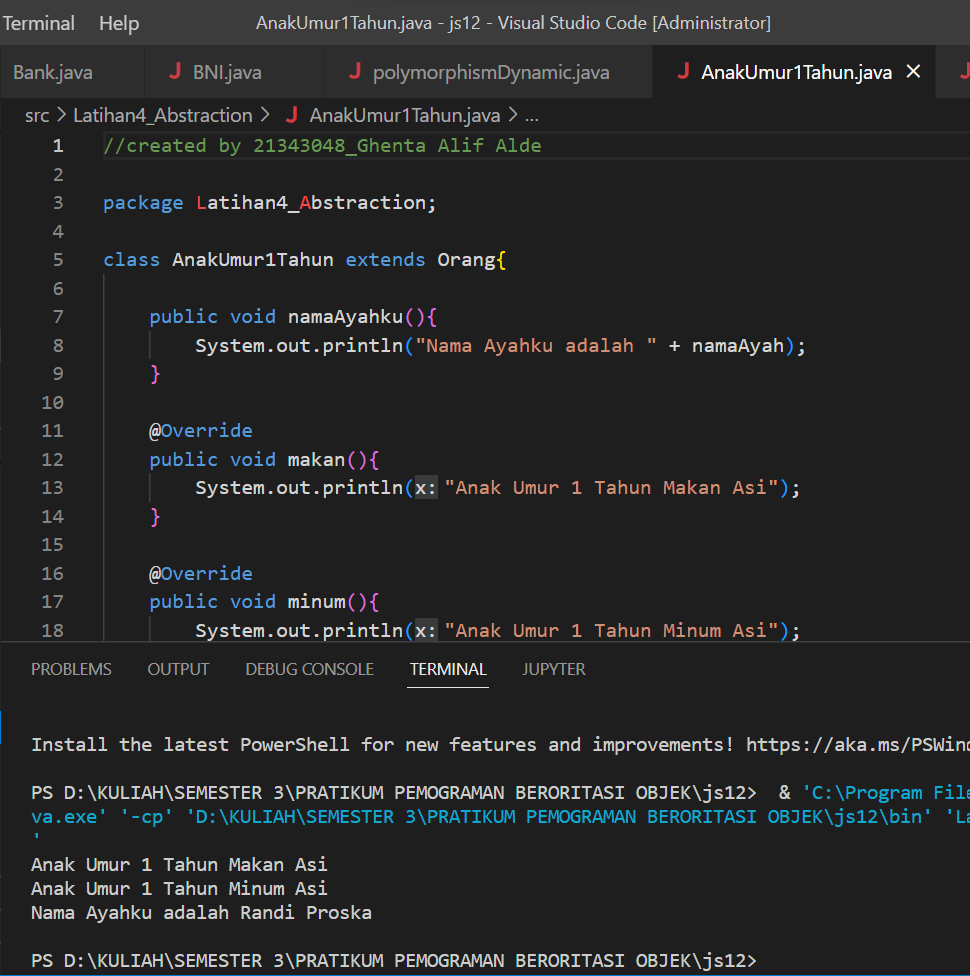 Terminal Help AnakUmur1Tahun.java - js12 - Visual Studio Code [Administrator]
Bank.java J BNI.java J polymorphismDynamic.java J AnakUmur1Tahun.java × J
src > Latihan4_Abstraction > J AnakUmur1Tahun.java > ...
1 //created by 21343048_Ghenta Alif Alde
2
3 package Latihan4_Abstraction;
4
5 class AnakUmur1Tahun extends Orang{
6
7 public void namaAyahku(){
8 System.out.println("Nama Ayahku adalah " + namaAyah);
9 }
10
11 @Override
12 public void makan(){
13 System.out.println(x: "Anak Umur 1 Tahun Makan Asi");
14 }
15
16 @Override
17 public void minum(){
18 System.out.println(x: "Anak Umur 1 Tahun Minum Asi");
PROBLEMS OUTPUT DEBUG CONSOLE TERMINAL JUPYTER
Install the latest PowerShell for new features and improvements! https://aka.ms/PSWind
PS D:\KULIAH\SEMESTER 3\PRATIKUM PEMOGRAMAN BERORITASI OBJEK\js12> & 'C:\Program File
va.exe' '-cp' 'D:\KULIAH\SEMESTER 3\PRATIKUM PEMOGRAMAN BERORITASI OBJEK\js12\bin' 'La
'
Anak Umur 1 Tahun Makan Asi
Anak Umur 1 Tahun Minum Asi
Nama Ayahku adalah Randi Proska
PS D:\KULIAH\SEMESTER 3\PRATIKUM PEMOGRAMAN BERORITASI OBJEK\js12>